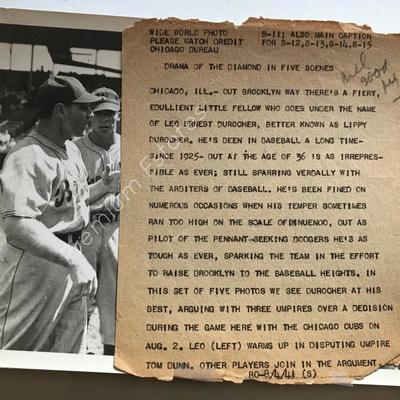 WIDE WORLD PHOTO
PLEASE WATCH CREDIT
CHICAGO BUREAU
B-11; ALSO MAIN CAPTION
FOR B-12, B-13, B-14, B-15
DRAMA OF THE DIAMOND IN FIVE SCENES
good
CHICAGO, ILL.- OUT BROOKLYN WAY THERE'S A FIERY,
EDULLIENT LITTLE FELLOW WHO GOES UNDER THE NAME
OF LEO ERNEST DUROCHER, BETTER KNOWN AS LIPPY
DUROCHER. HE'S BEEN IN BASEBALL A LONG TIME-
SINCE 1925- BUT AT THE AGE OF 36 IS AS IRREPRES-
SIBLE AS EVER; STILL SPARRING VERBALLY WITH
THE ARBITERS OF BASEBALL. HE'S BEEN FINED ON
NUMEROUS OCCASIONS WHEN HIS TEMPER SOMETIMES
RAN TOO HIGH ON THE SCALE OF DINUENDO, OUT AS
PILOT OF THE PENNANT-SEEKING DODGERS HE'S AS
TOUGH AS EVER, SPARKING THE TEAM IN THE EFFORT
TO RAISE BROOKLYN TO THE BASEBALL HEIGHTS. IN
THIS SET OF FIVE PHOTOS WE SEE DUROCHER AT HIS
BEST, ARGUING WITH THREE UMPIRES OVER A DECISION
DURING THE GAME HERE WITH THE CHICAGO CUBS ON
AUG. 2. LEO (LEFT) WARMS UP IN DISPUTING UMPIRE
TOM DUNN. OTHER PLAYERS JOIN IN THE ARGUMENT.
RO-8/4/41 (S)
Premium Pictures